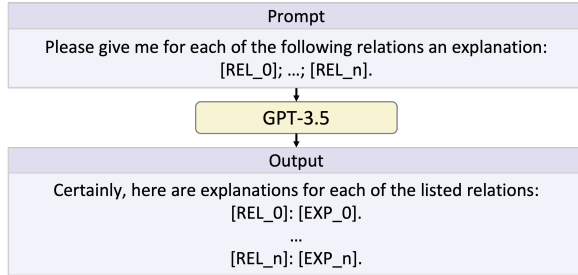 Prompt
Please give me for each of the following relations an explanation:
[REL_0]; ...; [REL_n].
GPT-3.5
Output
Certainly, here are explanations for each of the listed relations:
[REL_0]: [EXP_0].
...
[REL_n]: [EXP_n].